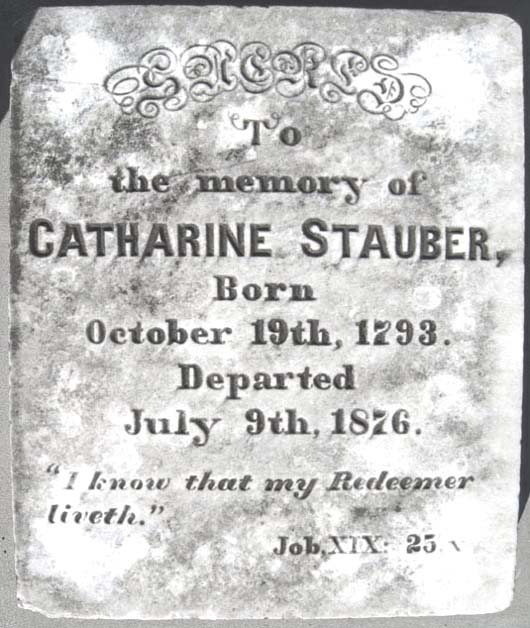 SACRED
To
the memory of
CATHARINE STAUBER,
Born
October 19th, 1793.
Departed
July 9th, 1876.
"I know that my Redeemer
liveth."
Job, XIX: 25 v